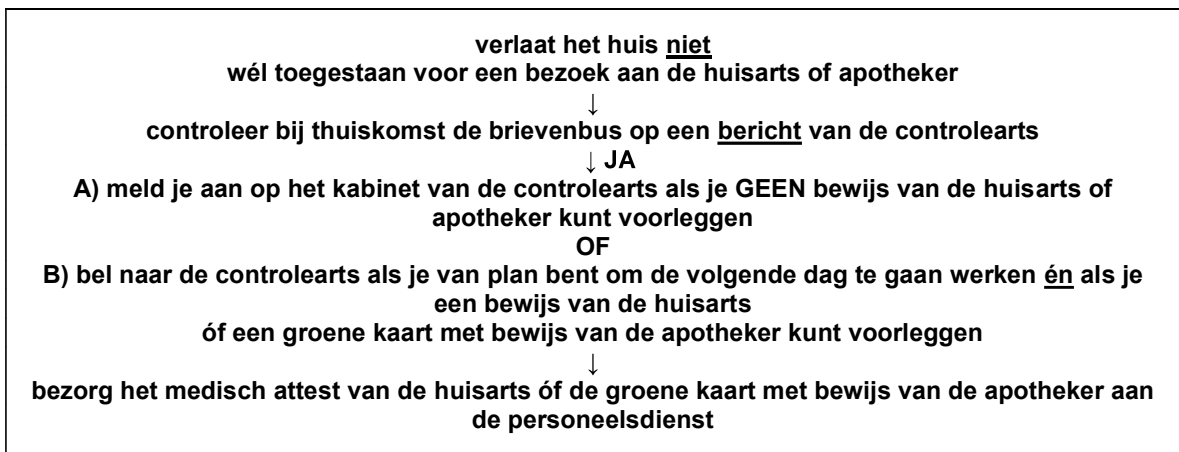 verlaat het huis niet
wél toegestaan voor een bezoek aan de huisarts of apotheker
↓
controleer bij thuiskomst de brievenbus op een bericht van de controlearts
↓ JA
A) meld je aan op het kabinet van de controlearts als je GEEN bewijs van de huisarts of
apotheker kunt voorleggen
OF
B) bel naar de controlearts als je van plan bent om de volgende dag te gaan werken én als je
een bewijs van de huisarts
óf een groene kaart met bewijs van de apotheker kunt voorleggen
↓
bezorg het medisch attest van de huisarts óf de groene kaart met bewijs van de apotheker aan
de personeelsdienst